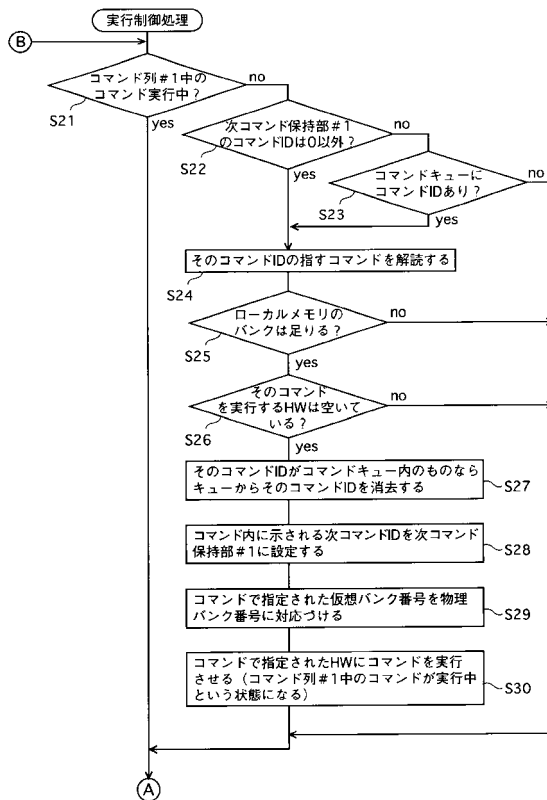 実行制御処理
B
コマンド列#1中の
コマンド実行中?
no
S21
yes
次コマンド保持部#1
のコマンドIDは0以外?
no
S22
yes
コマンドキューに
コマンドIDあり?
no
S23
yes
そのコマンドIDの指すコマンドを解読する
S24
ローカルメモリの
バンクは足りる?
no
S25
yes
そのコマンド
を実行するHWは空いて
いる?
no
S26
yes
そのコマンドIDがコマンドキュー内のものなら
キューからそのコマンドIDを消去する
S27
コマンド内に示される次コマンドIDを次コマンド
保持部#1に設定する
S28
コマンドで指定された仮想バンク番号を物理
バンク番号に対応づける
S29
コマンドで指定されたHWにコマンドを実行
させる(コマンド列#1中のコマンドが実行中
という状態になる)
S30
A